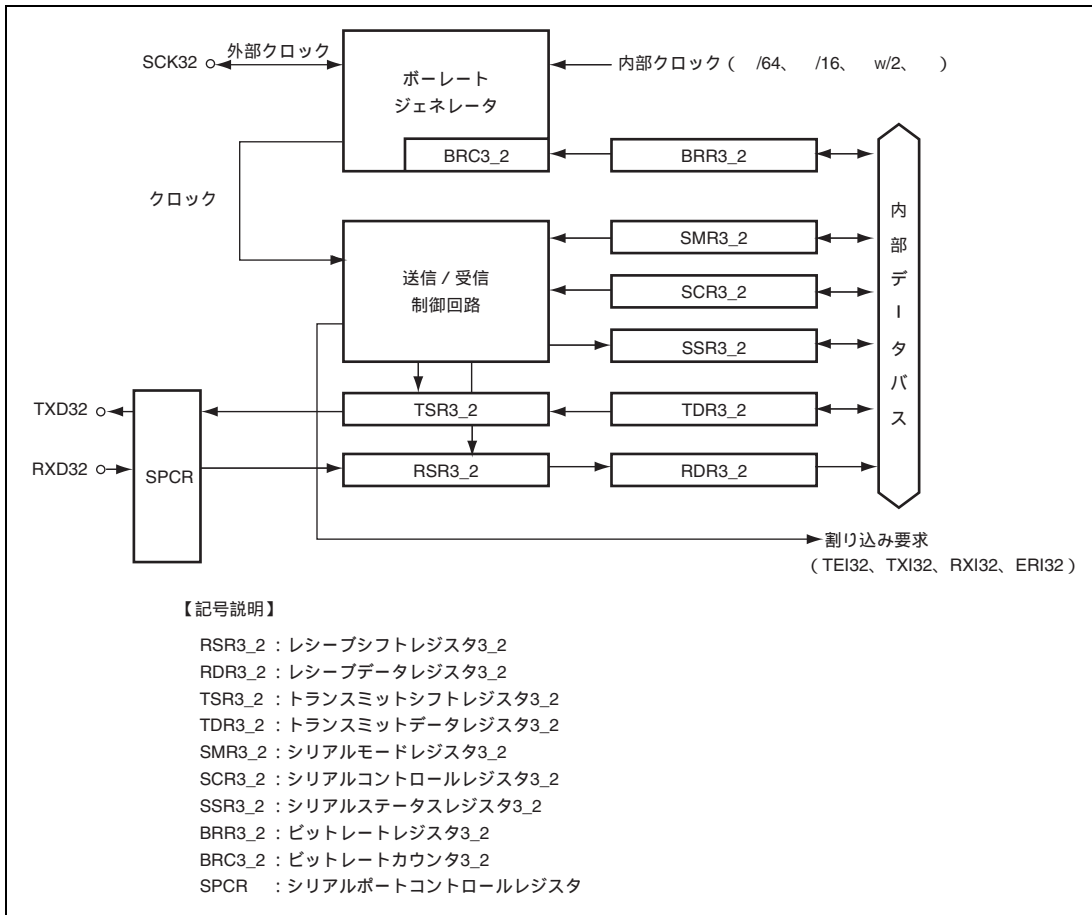 SCK32
外部クロック
ボーレート
ジェネレータ
内部クロック ( /64、 /16、 w/2、 )
BRC3_2
BRR3_2
クロック
内部データバス
送信 / 受信
制御回路
SMR3_2
SCR3_2
SSR3_2
TXD32
TSR3_2
TDR3_2
RXD32
SPCR
RSR3_2
RDR3_2
割り込み要求
( TEI32、TXI32、RXI32、ERI32 )
【記号説明】
RSR3_2 : レシーブシフトレジスタ3_2
RDR3_2 : レシーブデータレジスタ3_2
TSR3_2 : トランスミットシフトレジスタ3_2
TDR3_2 : トランスミットデータレジスタ3_2
SMR3_2 : シリアルモードレジスタ3_2
SCR3_2 : シリアルコントロールレジスタ3_2
SSR3_2 : シリアルステータスレジスタ3_2
BRR3_2 : ビットレートレジスタ3_2
BRC3_2 : ビットレートカウンタ3_2
SPCR : シリアルポートコントロールレジスタ